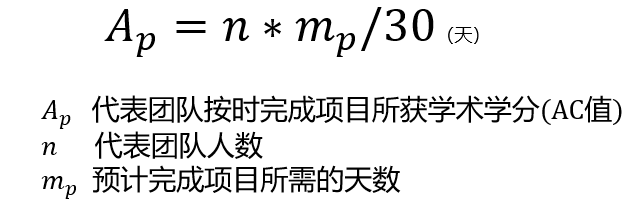 A_p = n * m_p/30 (天)
A_p 代表团队按时完成项目所获学术学分(AC值)
n 代表团队人数
m_p 预计完成项目所需的天数